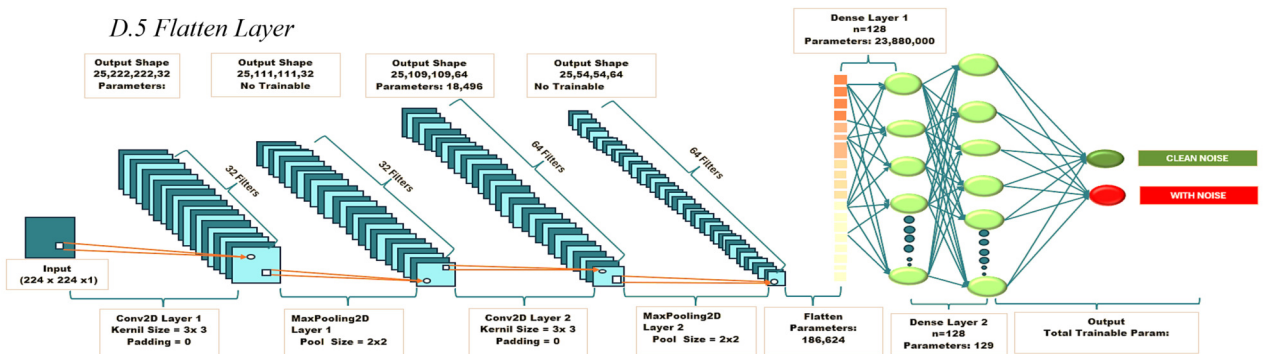 D.5 Flatten Layer
Output Shape
25,222,222,32
Parameters:
Output Shape
25,111,111,32
No Trainable
Output Shape
25,109,109,64
Parameters: 18,496
Output Shape
25,54,54,64
No Trainable
Dense Layer 1
n=128
Parameters: 23,880,000
32 Filters
32 Filters
64 Filters
64 Filters
CLEAN NOISE
WITH NOISE
Input
(224 x 224 x1)
Conv2D Layer 1
Kernil Size = 3x 3
Padding = 0
MaxPooling2D
Layer 1
Pool Size = 2x2
Conv2D Layer 2
Kernil Size = 3x 3
Padding = 0
MaxPooling2D
Layer 2
Pool Size = 2x2
Flatten
Parameters:
186,624
Dense Layer 2
n=128
Parameters: 129
Output
Total Trainable Param: